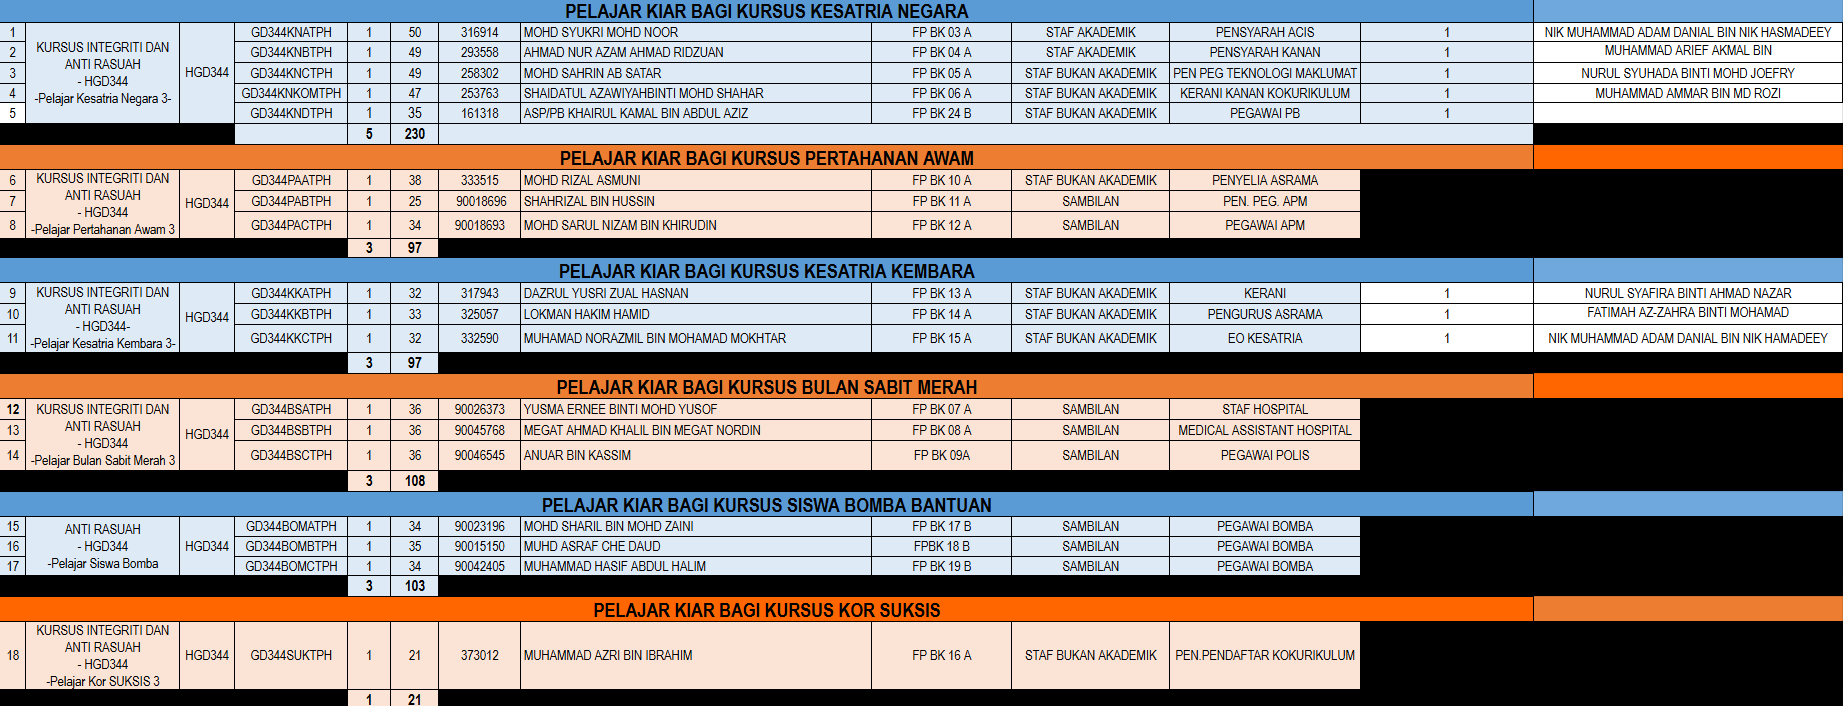 PELAJAR KIAR BAGI KURSUS KESATRIA NEGARA
KURSUS INTEGRITI DAN
ANTI RASUAH
- HGD344
-Pelajar Kesatria Negara 3-
HGD344
1 GD344KNATPH 1 50 316914 MOHD SYUKRI MOHD NOOR FP BK 03 A STAF AKADEMIK PENSYARAH ACIS 1 NIK MUHAMMAD ADAM DANIAL BIN NIK HASMADEEY
2 GD344KNBTPH 1 49 293558 AHMAD NUR AZAM AHMAD RIDZUAN FP BK 04 A STAF AKADEMIK PENSYARAH KANAN 1 MUHAMMAD ARIEF AKMAL BIN
3 GD344KNCTPH 1 49 258302 MOHD SAHRIN AB SATAR FP BK 05 A STAF BUKAN AKADEMIK PEN PEG TEKNOLOGI MAKLUMAT 1 NURUL SYUHADA BINTI MOHD JOEFRY
4 GD344KNKOMTPH 1 47 253763 SHAIDATUL AZAWIYAHBINTI MOHD SHAHAR FP BK 06 A STAF BUKAN AKADEMIK KERANI KANAN KOKURIKULUM 1 MUHAMMAD AMMAR BIN MD ROZI
5 GD344KNDTPH 1 35 161318 ASP/PB KHAIRUL KAMAL BIN ABDUL AZIZ FP BK 24 B STAF BUKAN AKADEMIK PEGAWAI PB 1
5 230
PELAJAR KIAR BAGI KURSUS PERTAHANAN AWAM
KURSUS INTEGRITI DAN
ANTI RASUAH
- HGD344
-Pelajar Pertahanan Awam 3
HGD344
6 GD344PAATPH 1 38 333515 MOHD RIZAL ASMUNI FP BK 10 A STAF BUKAN AKADEMIK PENYELIA ASRAMA
7 GD344PABTPH 1 25 90018696 SHAHRIZAL BIN HUSSIN FP BK 11 A SAMBILAN PEN. PEG. APM
8 GD344PACTPH 1 34 90018693 MOHD SARUL NIZAM BIN KHIRUDIN FP BK 12 A SAMBILAN PEGAWAI APM
3 97
PELAJAR KIAR BAGI KURSUS KESATRIA KEMBARA
KURSUS INTEGRITI DAN
ANTI RASUAH
- HGD344-
-Pelajar Kesatria Kembara 3-
HGD344
9 GD344KKATPH 1 32 317943 DAZRUL YUSRI ZUAL HASNAN FP BK 13 A STAF BUKAN AKADEMIK KERANI 1 NURUL SYAFIRA BINTI AHMAD NAZAR
10 GD344KKBTPH 1 33 325057 LOKMAN HAKIM HAMID FP BK 14 A STAF BUKAN AKADEMIK PENGURUS ASRAMA 1 FATIMAH AZ-ZAHRA BINTI MOHAMAD
11 GD344KKCTPH 1 32 332590 MUHAMAD NORAZMIL BIN MOHAMAD MOKHTAR FP BK 15 A STAF BUKAN AKADEMIK EO KESATRIA 1 NIK MUHAMMAD ADAM DANIAL BIN NIK HAMADEEY
3 97
PELAJAR KIAR BAGI KURSUS BULAN SABIT MERAH
KURSUS INTEGRITI DAN
ANTI RASUAH
- HGD344
-Pelajar Bulan Sabit Merah 3
HGD344
12 GD344BSATPH 1 36 90026373 YUSMA ERNEE BINTI MOHD YUSOF FP BK 07 A SAMBILAN STAF HOSPITAL
13 GD344BSBTPH 1 36 90045768 MEGAT AHMAD KHALIL BIN MEGAT NORDIN FP BK 08 A SAMBILAN MEDICAL ASSISTANT HOSPITAL
14 GD344BSCTPH 1 36 90046545 ANUAR BIN KASSIM FP BK 09A SAMBILAN PEGAWAI POLIS
3 108
PELAJAR KIAR BAGI KURSUS SISWA BOMBA BANTUAN
ANTI RASUAH
- HGD344
-Pelajar Siswa Bomba
HGD344
15 GD344BOMATPH 1 34 90023196 MOHD SHARIL BIN MOHD ZAINI FP BK 17 B SAMBILAN PEGAWAI BOMBA
16 GD344BOMBTPH 1 35 90015150 MUHD ASRAF CHE DAUD FPBK 18 B SAMBILAN PEGAWAI BOMBA
17 GD344BOMCTPH 1 34 90042405 MUHAMMAD HASIF ABDUL HALIM FP BK 19 B SAMBILAN PEGAWAI BOMBA
3 103
PELAJAR KIAR BAGI KURSUS KOR SUKSIS
KURSUS INTEGRITI DAN
ANTI RASUAH
- HGD344
-Pelajar Kor SUKSIS 3
18 HGD344 GD344SUKTPH 1 21 373012 MUHAMMAD AZRI BIN IBRAHIM FP BK 16 A STAF BUKAN AKADEMIK PEN.PENDAFTAR KOKURIKULUM
1 21